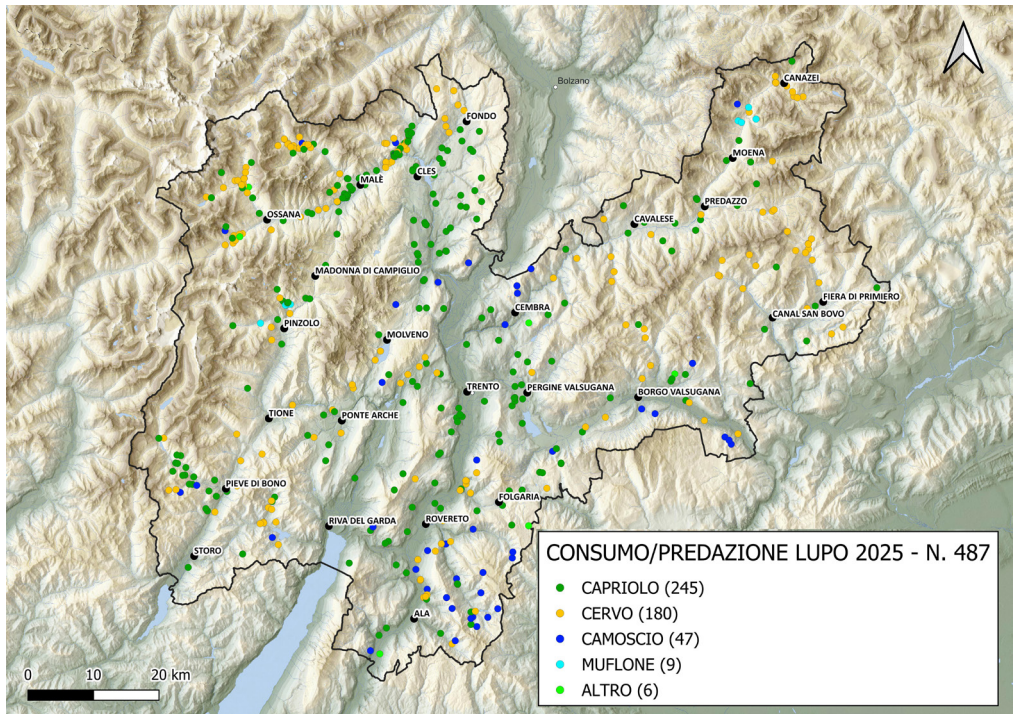 Bolzano
CANAZEI
FONDO
MOENA
CLES
MALÈ
PREDAZZO
OSSANA
CAVALESE
MADONNA DI CAMPIGLIO
FIERA DI PRIMIERO
CEMBRA
CANAL SAN BOVO
PINZOLO
MOLVENO
TRENTO
PERGINE VALSUGANA
BORGO VALSUGANA
TIONE
PONTE ARCHE
PIEVE DI BONO
FOLGARIA
RIVA DEL GARDA
ROVERETO
STORO
ALA
CONSUMO/PREDAZIONE LUPO 2025 - N. 487
CAPRIOLO (245)
CERVO (180)
CAMOSCIO (47)
MUFLONE (9)
ALTRO (6)
0 10 20 km